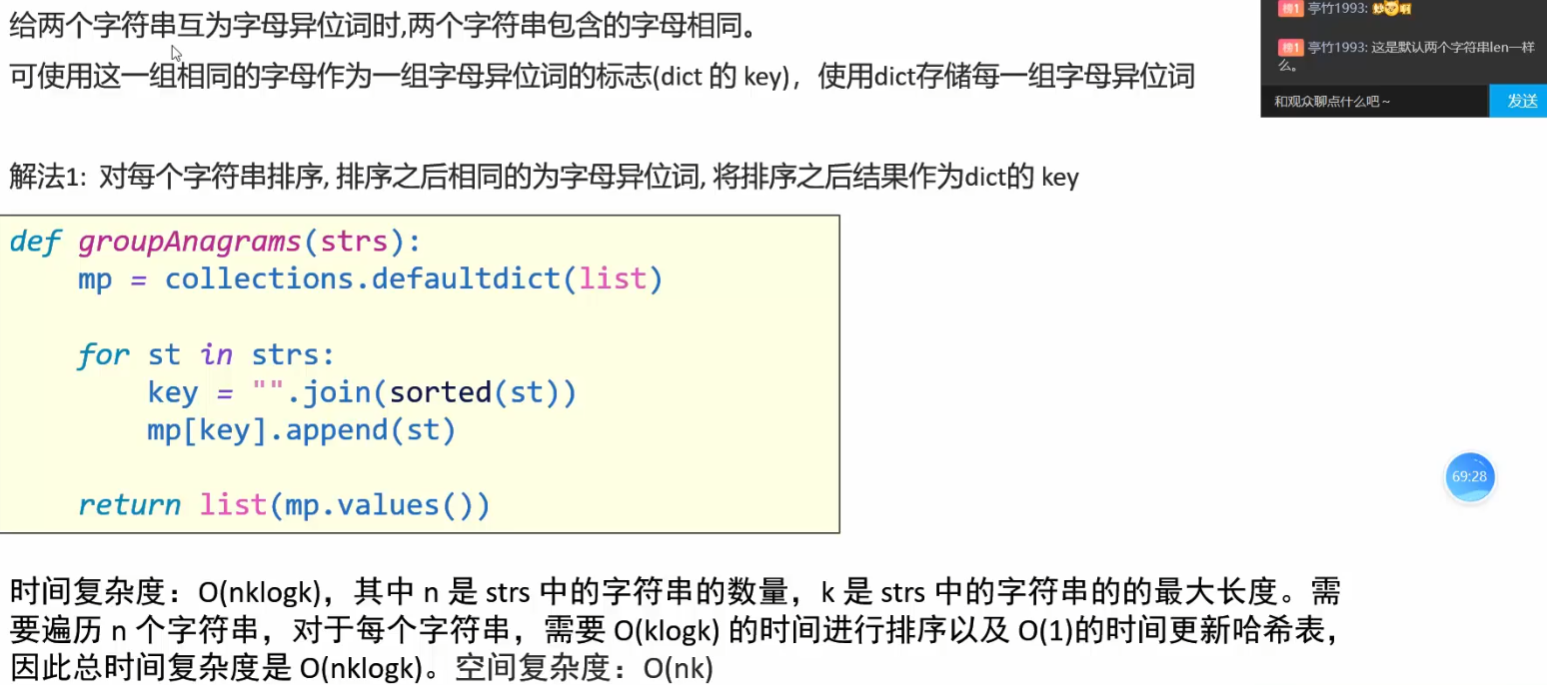 给两个字符串互为字母异位词时,两个字符串包含的字母相同。
可使用这一组相同的字母作为一组字母异位词的标志(dict 的 key)，使用dict存储每一组字母异位词
榜1 亭竹1993: 炒啊
榜1 亭竹1993: 这是默认两个字符串len一样
么。
和观众聊点什么吧～
发送
解法1: 对每个字符串排序, 排序之后相同的为字母异位词, 将排序之后结果作为dict的 key
def groupAnagrams(strs):
    mp = collections.defaultdict(list)
    for st in strs:
        key = "".join(sorted(st))
        mp[key].append(st)
    return list(mp.values())
69:28
时间复杂度：O(nklogk)，其中 n 是 strs 中的字符串的数量，k 是 strs 中的字符串的的最大长度。需
要遍历 n 个字符串，对于每个字符串，需要 O(klogk) 的时间进行排序以及 O(1)的时间更新哈希表，
因此总时间复杂度是 O(nklogk)。空间复杂度：O(nk)